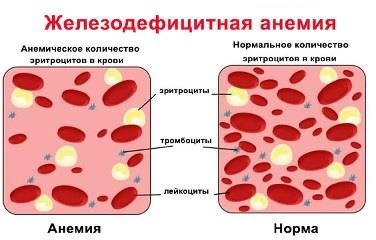 Железодефицитная анемия
Анемическое количество
эритроцитов в крови
Нормальное количество
эритроцитов в крови
эритроциты
тромбоциты
лейкоциты
Анемия
Норма